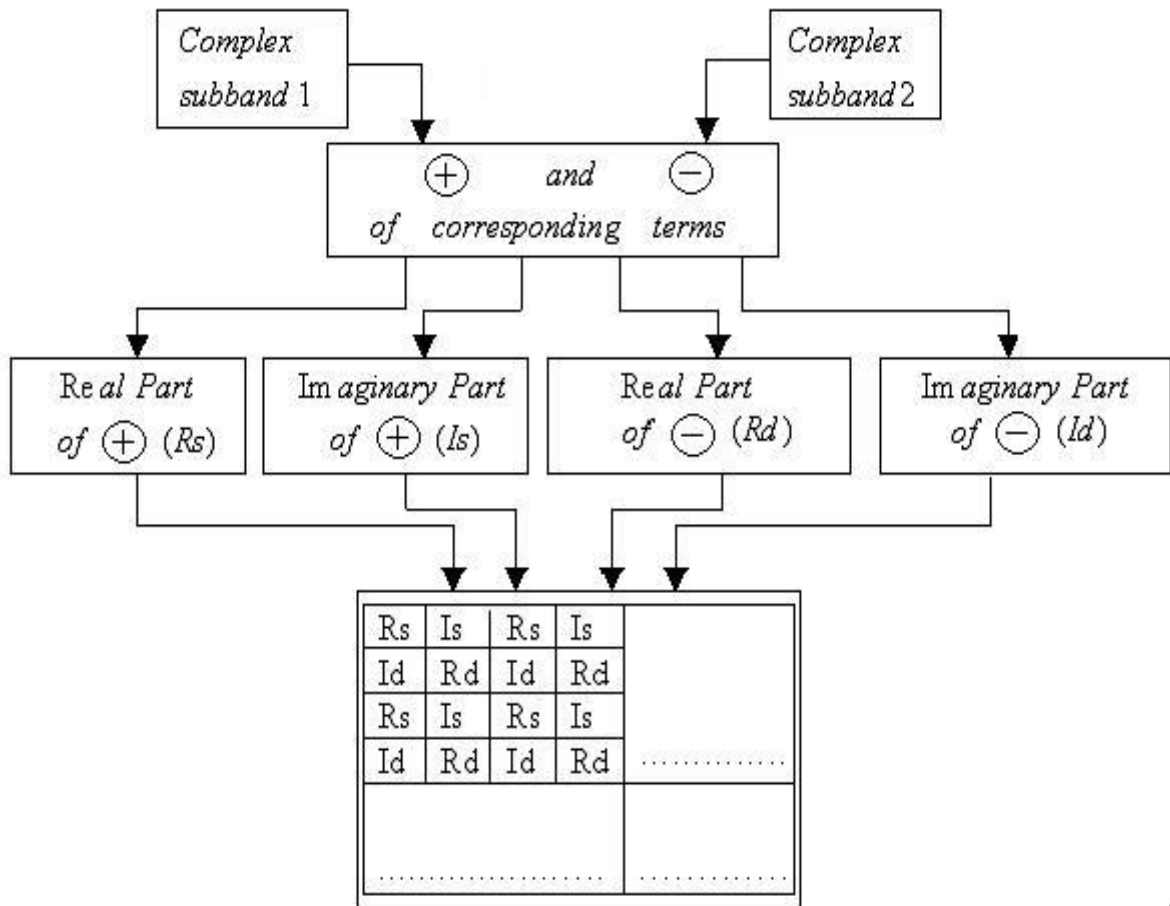 Complex
subband 1
Complex
subband 2
⊕ and ⊖
of corresponding terms
Real Part
of ⊕ (Rs)
Imaginary Part
of ⊕ (Is)
Real Part
of ⊖ (Rd)
Imaginary Part
of ⊖ (Id)
Rs Is Rs Is
Id Rd Id Rd
Rs Is Rs Is
Id Rd Id Rd ..............
...................... ..............